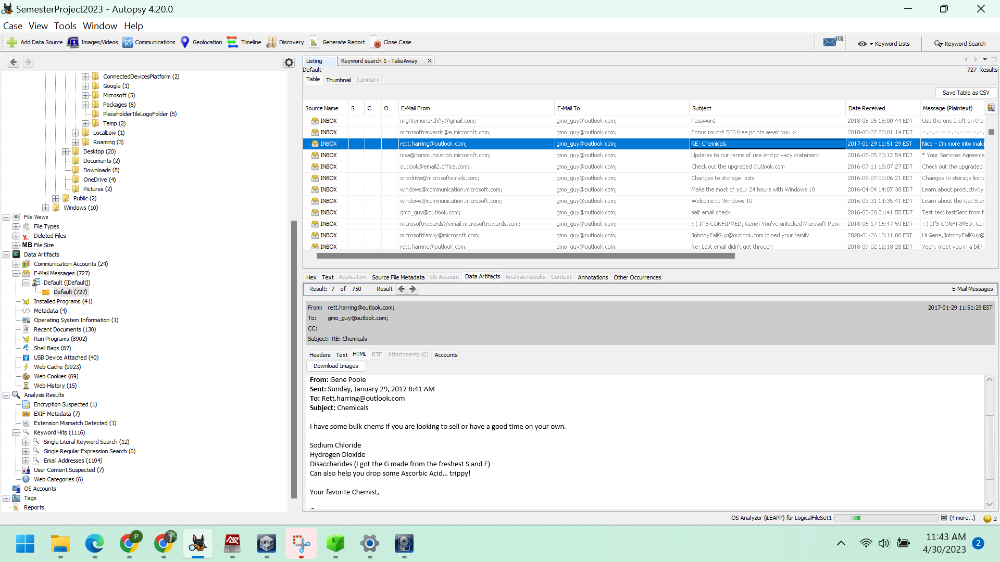 SemesterProject2023 - Autopsy 4.20.0
Case View Tools Window Help
Add Data Source Images/Videos Communications Geolocation Timeline Discovery Generate Report Close Case 10 Keyword Lists Keyword Search
ConnectedDevicesPlatform (2)
Google (1)
Microsoft (5)
Packages (6)
PlaceholderTileLogoFolder (5)
Temp (2)
LocalLow (1)
Roaming (3)
Desktop (20)
Documents (2)
Downloads (5)
OneDrive (4)
Pictures (2)
Public (2)
Windows (10)
File Views
File Types
Deleted Files
MB File Size
Data Artifacts
Communication Accounts (24)
E-Mail Messages (727)
Default ([Default])
Default (727)
Installed Programs (41)
Metadata (4)
Operating System Information (1)
Recent Documents (130)
Run Programs (8902)
Shell Bags (87)
USB Device Attached (40)
Web Cache (9923)
Web Cookies (69)
Web History (15)
Analysis Results
Encryption Suspected (1)
EXIF Metadata (7)
Extension Mismatch Detected (1)
Keyword Hits (1116)
Single Literal Keyword Search (12)
Single Regular Expression Search (0)
Email Addresses (1104)
User Content Suspected (7)
Web Categories (6)
OS Accounts
Tags
Reports
Listing Keyword search 1 - TakeAway
Default 727 Results
Table Thumbnail Summary
Save Table as CSV
Source Name S C O E-Mail From E-Mail To Subject Date Received Message (Plaintext)
INBOX mightymonarchfly@gmail.com; gmo_guy@outlook.com; Password 2018-08-05 15:00:44 EDT Use the one I left on the
INBOX microsoftrewards@e.microsoft.com; gmo_guy@outlook.com; Bonus round! 500 free points await you > 2018-06-22 22:01:14 EDT =.=.=.=.=.=.=.=.=.=.
INBOX rett.harring@outlook.com; gmo_guy@outlook.com; RE: Chemicals 2017-01-29 11:51:29 EST Nice – I'm more into maki
INBOX msa@communication.microsoft.com; gmo_guy@outlook.com; Updates to our terms of use and privacy statement 2016-08-05 23:12:54 EDT * Your Services Agreeme
INBOX outlook@email2.office.com; gmo_guy@outlook.com; Check out the upgraded Outlook.com 2016-07-11 18:07:27 EDT Check out the upgraded
INBOX onedrive@microsoftemails.com; gmo_guy@outlook.com; Changes to storage limits 2016-05-07 00:06:21 EDT Changes to storage limits
INBOX windows@communication.microsoft.com; gmo_guy@outlook.com; Make the most of your 24 hours with Windows 10 2016-04-04 14:07:38 EDT Learn about productivity
INBOX windows@communication.microsoft.com; gmo_guy@outlook.com; Welcome to Windows 10 2016-03-31 14:35:41 EDT Learn about the Get Star
INBOX gmo_guy@outlook.com; gmo_guy@outlook.com; self email check 2016-03-28 21:41:55 EDT Test test testSent from M
INBOX microsoftrewards@email.microsoftrewards.com; gmo_guy@outlook.com; :-) IT'S CONFIRMED, Gene! You've unlocked Microsoft Rew... 2018-06-17 16:47:59 EDT :-) IT'S CONFIRMED, Ger
INBOX microsoftfamily@microsoft.com; gmo_guy@outlook.com; JohnnyFallGuy@outlook.com joined your family 2020-01-26 13:11:00 EST Hi Gene,JohnnyFallGuy@
INBOX rett.harring@outlook.com; gmo_guy@outlook.com; Re: Last email didn't get through 2018-09-02 12:18:28 EDT Yeah, meet you in a bit?
Hex Text Application Source File Metadata OS Account Data Artifacts Analysis Results Context Annotations Other Occurrences
Result: 7 of 750 Result E-Mail Messages
From: rett.harring@outlook.com; 2017-01-29 11:51:29 EST
To: gmo_guy@outlook.com;
CC:
Subject: RE: Chemicals
Headers Text HTML RTF Attachments (0) Accounts
Download Images
From: Gene Poole
Sent: Sunday, January 29, 2017 8:41 AM
To: Rett.harring@outlook.com
Subject: Chemicals
I have some bulk chems if you are looking to sell or have a good time on your own.
Sodium Chloride
Hydrogen Dioxide
Disaccharides (I got the G made from the freshest S and F)
Can also help you drop some Ascorbic Acid... trippy!
Your favorite Chemist,
iOS Analyzer (iLEAPP) for LogicalFileSet1 (4 more...) 2
P
11:43 AM
4/30/2023 2